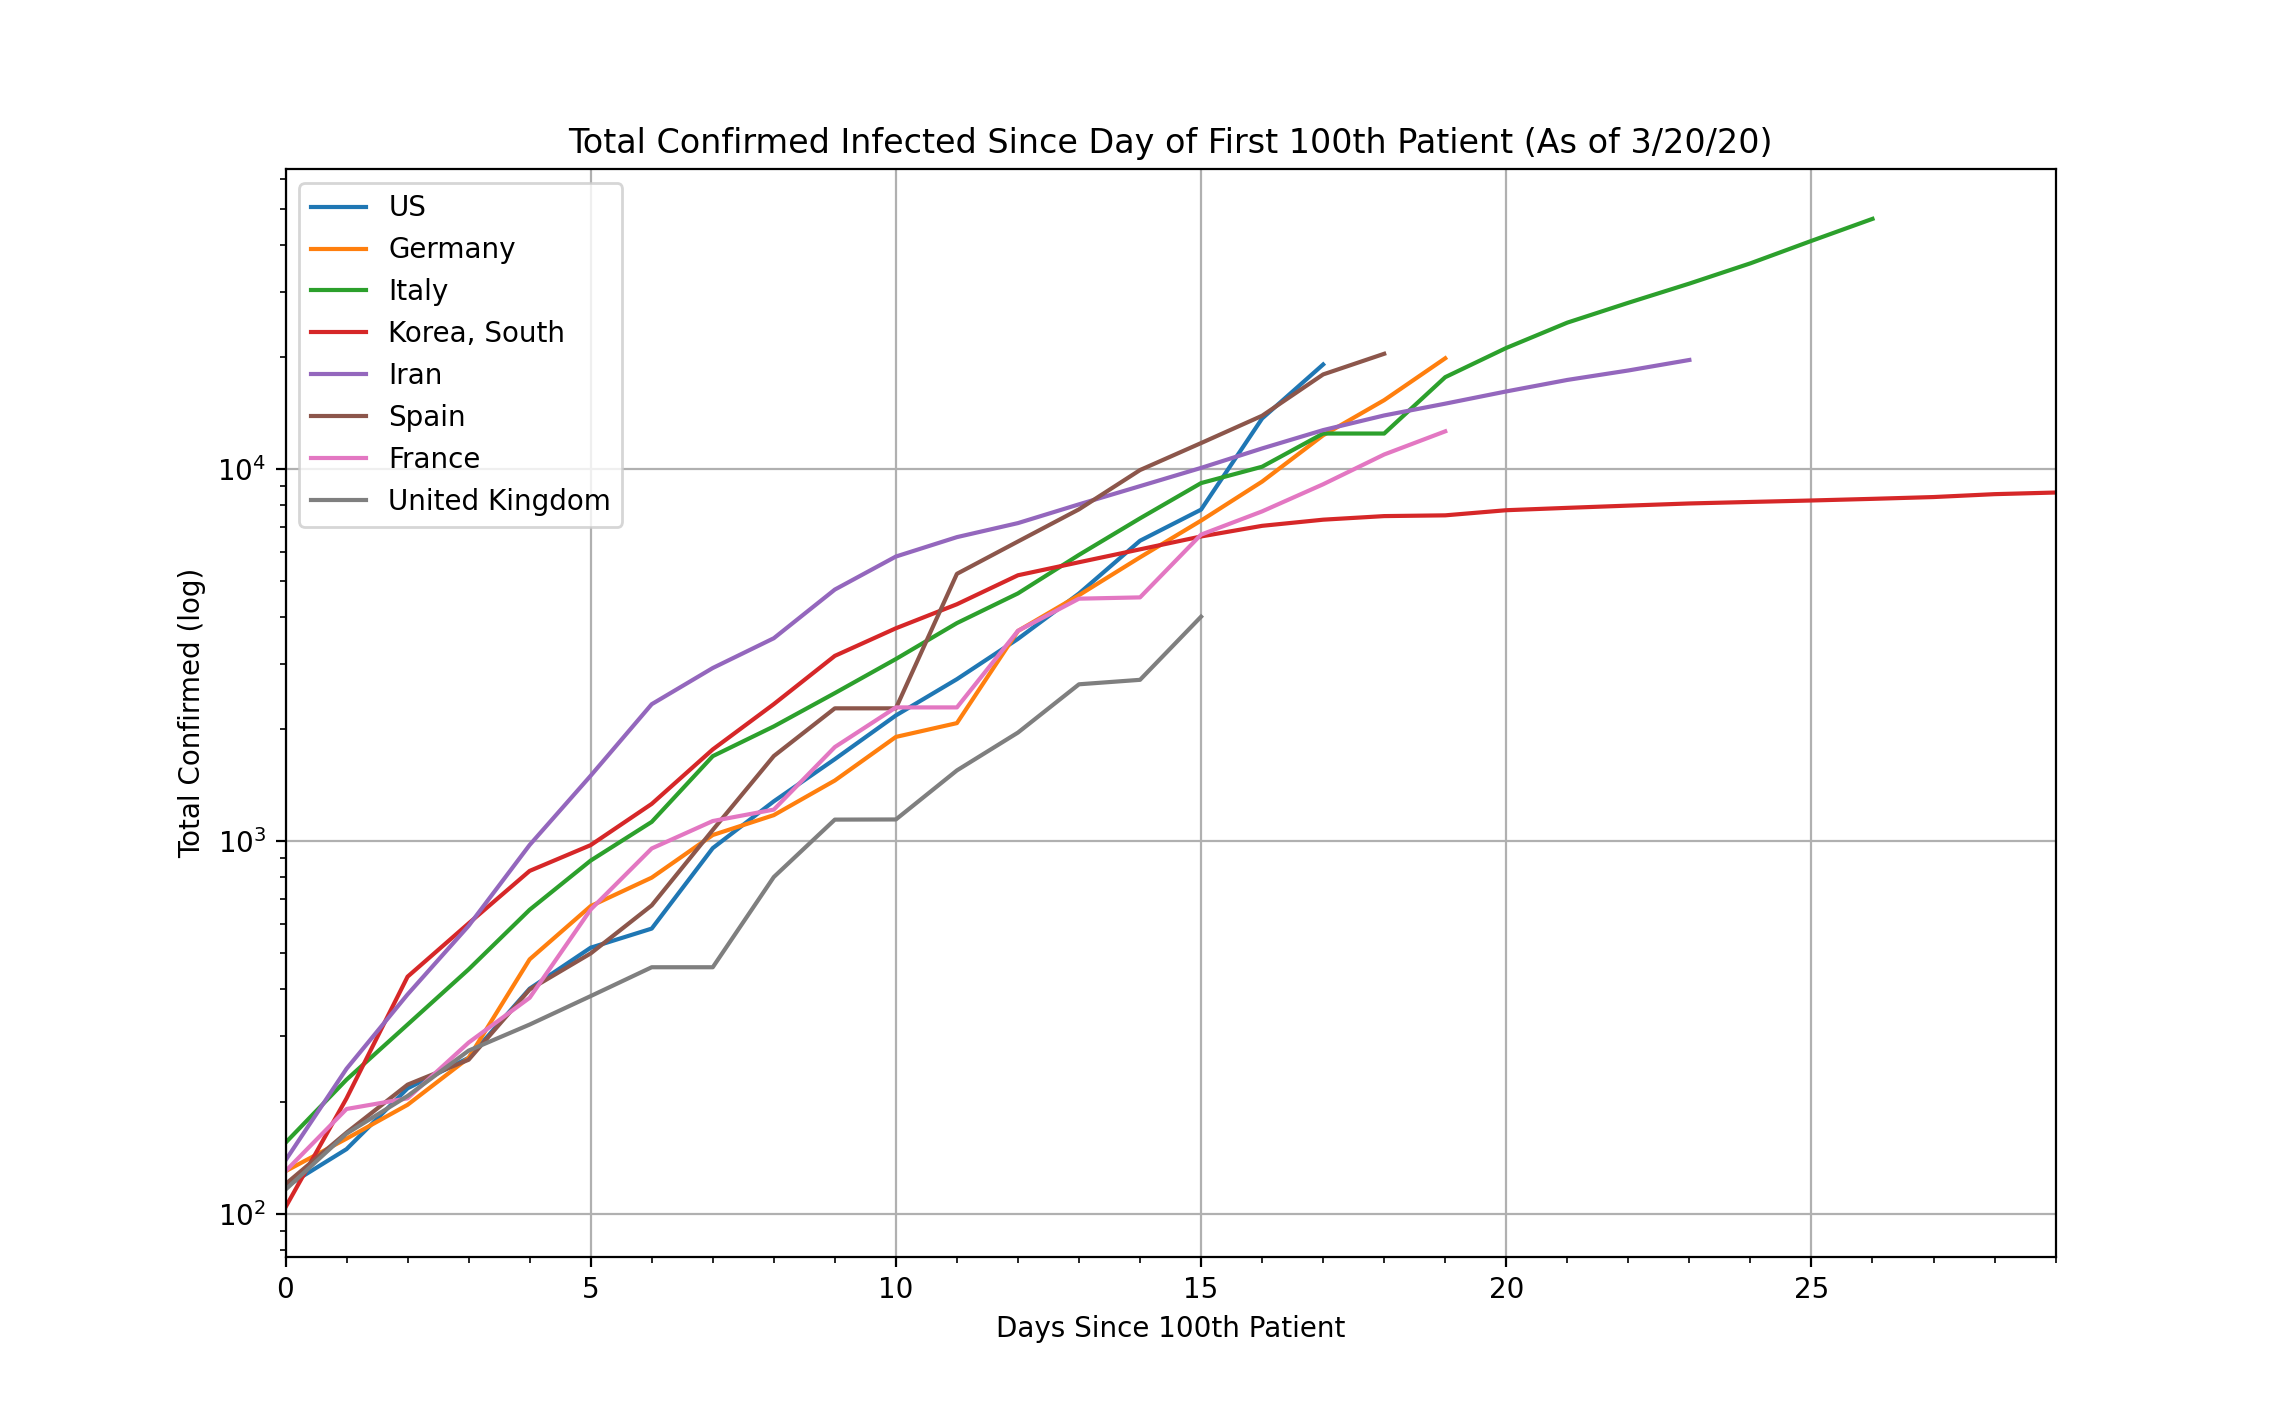 Total Confirmed Infected Since Day of First 100th Patient (As of 3/20/20)
US
Germany
Italy
Korea, South
Iran
Spain
France
United Kingdom
Total Confirmed (log)
10⁴
10³
10²
0 5 10 15 20 25
Days Since 100th Patient